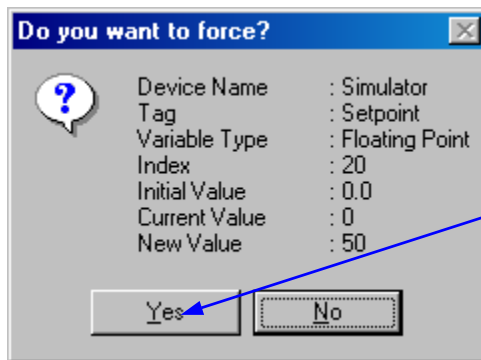 Do you want to force?
Device Name : Simulator
Tag : Setpoint
Variable Type : Floating Point
Index : 20
Initial Value : 0.0
Current Value : 0
New Value : 50
Yes No